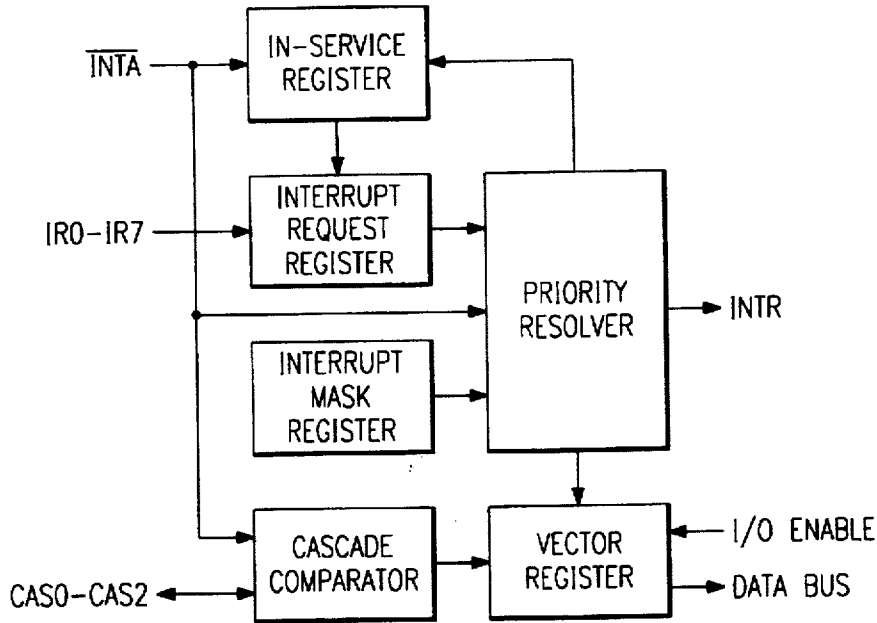 INTA
IN-SERVICE
REGISTER
IR0-IR7
INTERRUPT
REQUEST
REGISTER
PRIORITY
RESOLVER
INTR
INTERRUPT
MASK
REGISTER
CASCADE
COMPARATOR
CAS0-CAS2
VECTOR
REGISTER
I/O ENABLE
DATA BUS